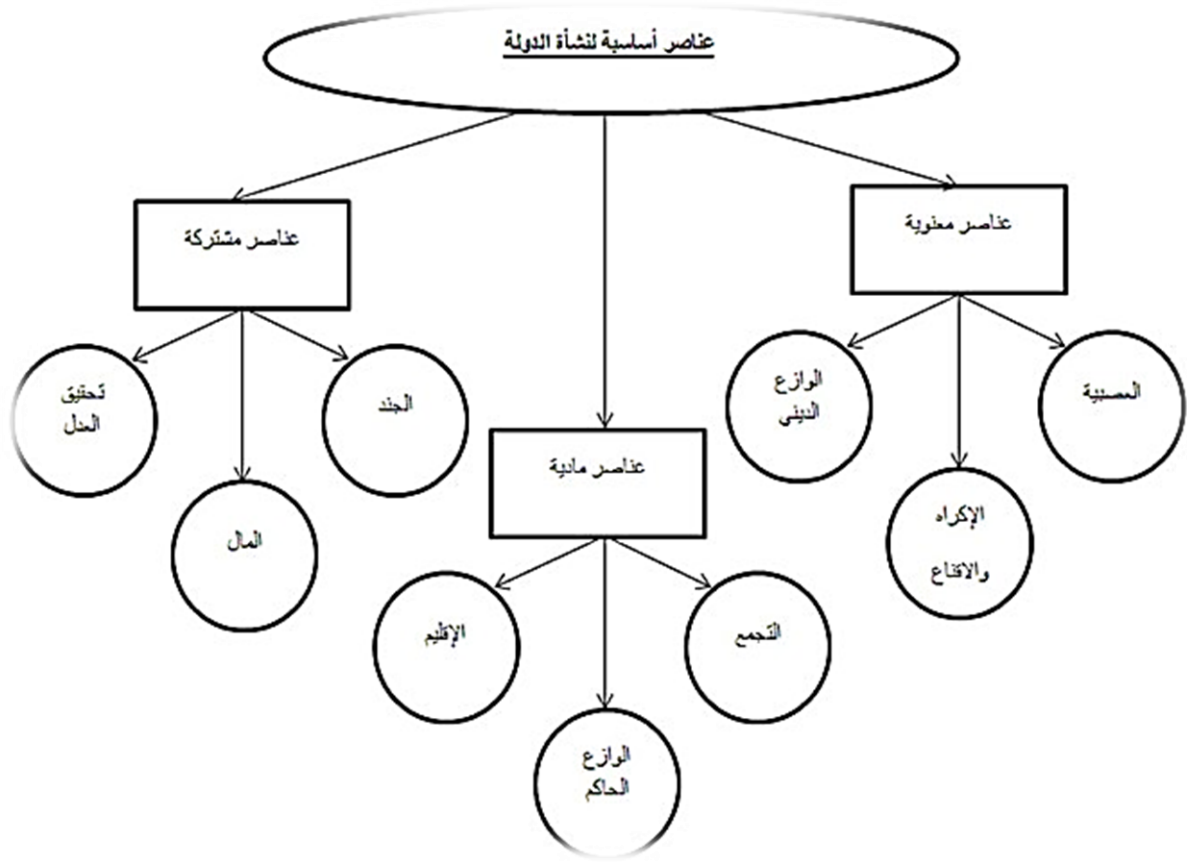 عناصر أساسية لنشأة الدولة
عناصر معنوية
عناصر مشتركة
العصبية
الوازع
الديني
الجند
تحقيق
العدل
عناصر مادية
الإكراه
والاقناع
المال
التجمع
الإقليم
الوازع
الحاكم